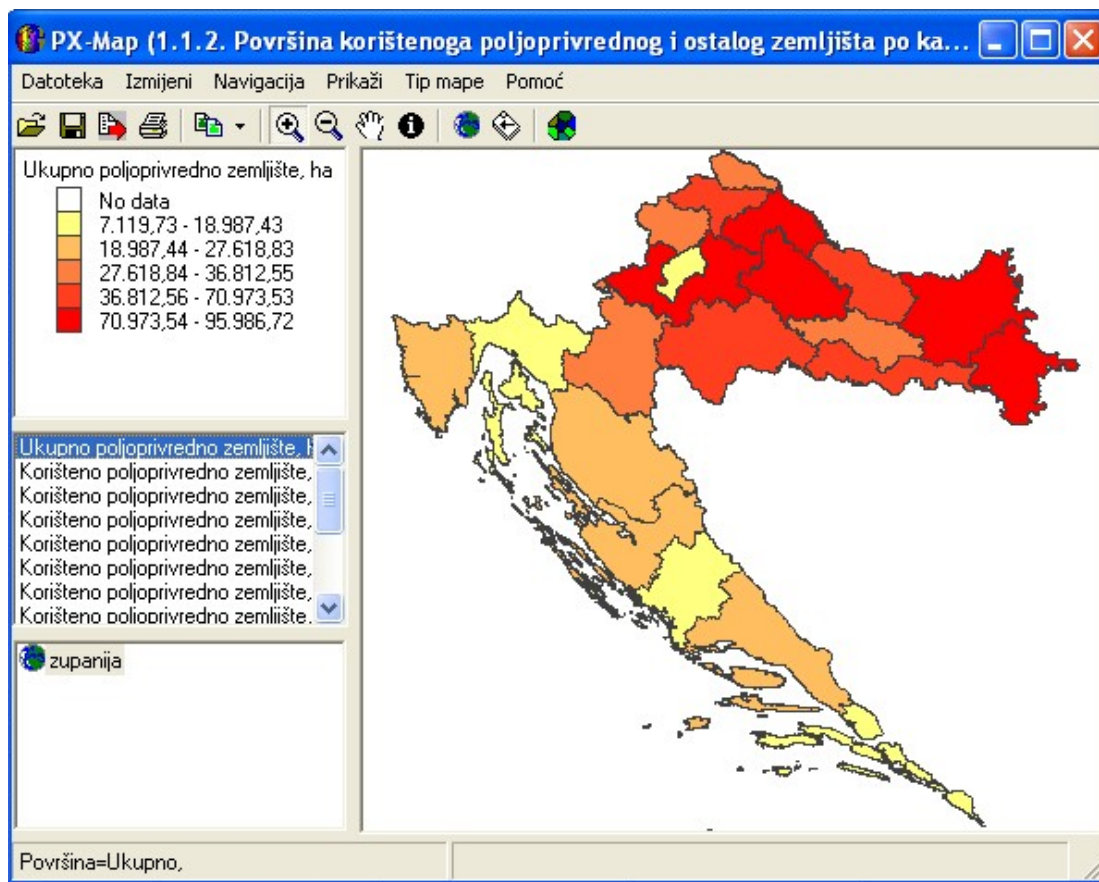 PX-Map (1.1.2. Površina korištenoga poljoprivrednog i ostalog zemljišta po ka...
Datoteka Izmijeni Navigacija Prikaži Tip mape Pomoć
Ukupno poljoprivredno zemljište, ha
No data
7.119,73 - 18.987,43
18.987,44 - 27.618,83
27.618,84 - 36.812,55
36.812,56 - 70.973,53
70.973,54 - 95.986,72
Ukupno poljoprivredno zemljište, h
Korišteno poljoprivredno zemljište,
Korišteno poljoprivredno zemljište,
Korišteno poljoprivredno zemljište,
Korišteno poljoprivredno zemljište,
Korišteno poljoprivredno zemljište,
Korišteno poljoprivredno zemljište,
Korišteno poljoprivredno zemljište,
zupanija
Površina=Ukupno,